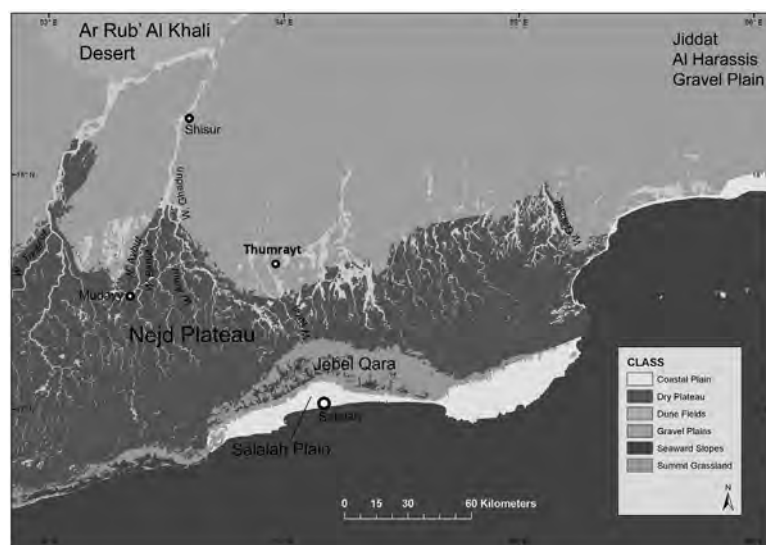 Ar Rub' Al Khali
Desert
Jiddat
Al Harassis
Gravel Plain
Shisur
Thumrayt
Mudayy
Nejd Plateau
Jebel Qara
Salalah
Salalah Plain
CLASS
Coastal Plain
Dry Plateau
Dune Fields
Gravel Plains
Seaward Slopes
Summit Grassland
N
0 15 30 60 Kilometers